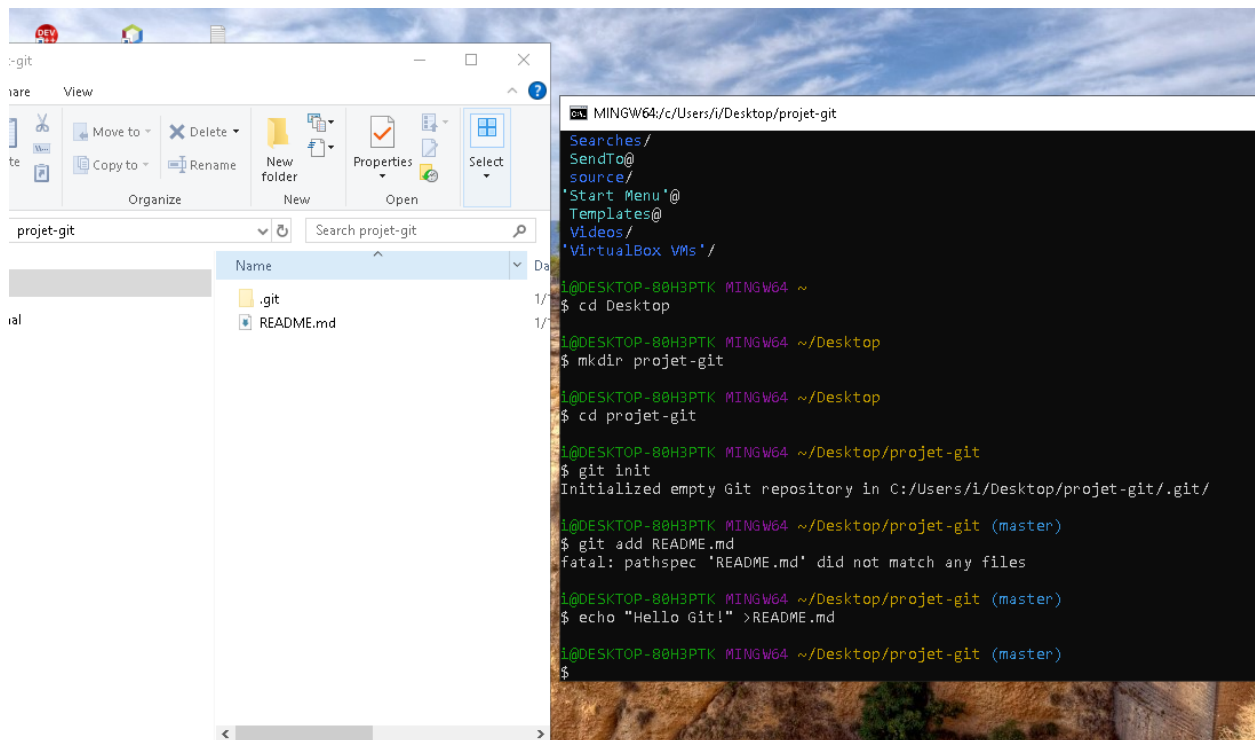 DEV
C++
t-git
hare
View
?
Move to
Copy to
Delete
Rename
New
folder
Properties
Select
Organize
New
Open
projet-git
Search projet-git
Name
Da
.git
1/
README.md
1/
MINGW64:/c/Users/i/Desktop/projet-git
Searches/
SendTo@
source/
'Start Menu'@
Templates@
Videos/
'VirtualBox VMs'/
i@DESKTOP-80H3PTK MINGW64 ~
$ cd Desktop
i@DESKTOP-80H3PTK MINGW64 ~/Desktop
$ mkdir projet-git
i@DESKTOP-80H3PTK MINGW64 ~/Desktop
$ cd projet-git
i@DESKTOP-80H3PTK MINGW64 ~/Desktop/projet-git
$ git init
Initialized empty Git repository in C:/Users/i/Desktop/projet-git/.git/
i@DESKTOP-80H3PTK MINGW64 ~/Desktop/projet-git (master)
$ git add README.md
fatal: pathspec 'README.md' did not match any files
i@DESKTOP-80H3PTK MINGW64 ~/Desktop/projet-git (master)
$ echo "Hello Git!" >README.md
i@DESKTOP-80H3PTK MINGW64 ~/Desktop/projet-git (master)
$